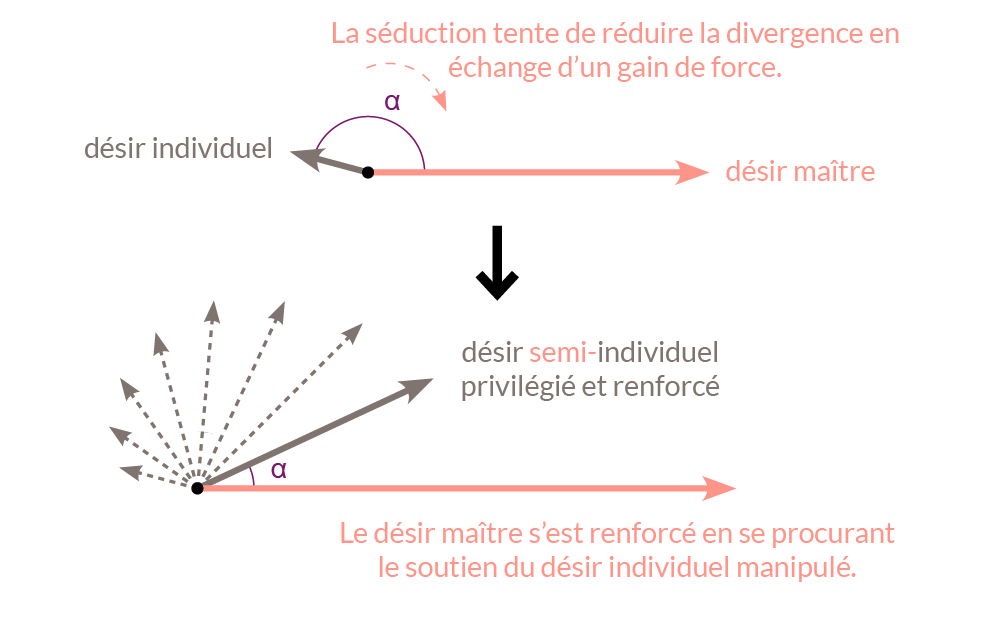 La séduction tente de réduire la divergence en
échange d’un gain de force.
α
désir individuel
désir maître
désir semi-individuel
privilégié et renforcé
α
Le désir maître s’est renforcé en se procurant
le soutien du désir individuel manipulé.